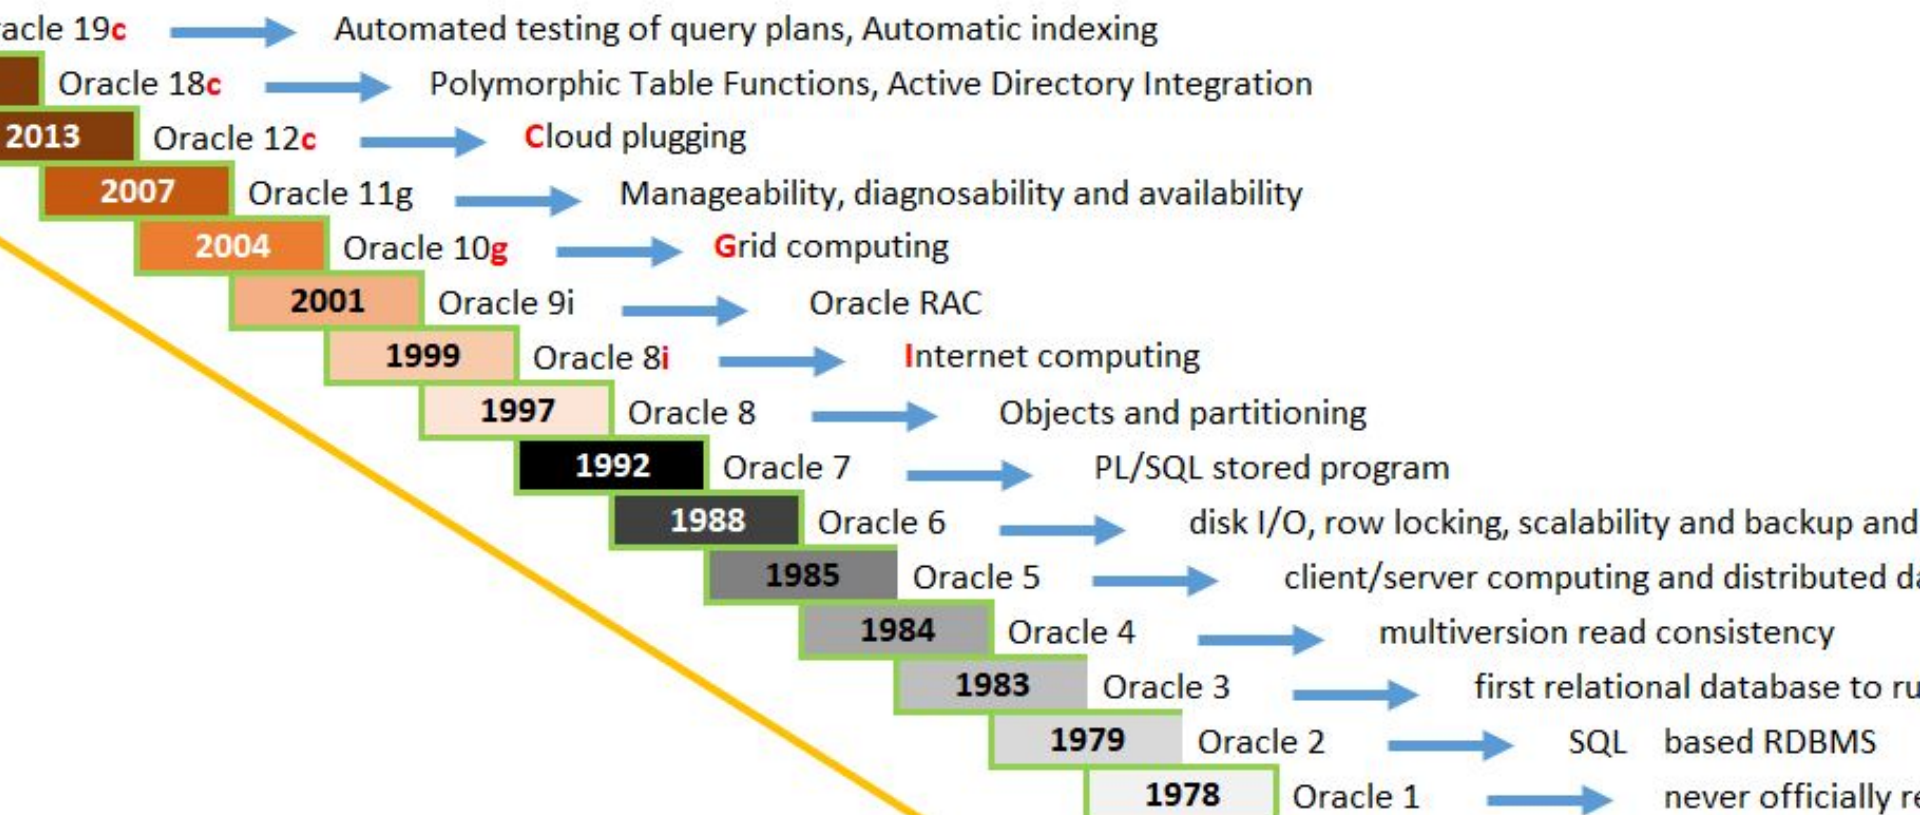 19c Automated testing of query plans, Automatic indexing
Oracle 18c Polymorphic Table Functions, Active Directory Integration
2013 Oracle 12c Cloud plugging
2007 Oracle 11g Manageability, diagnosability and availability
2004 Oracle 10g Grid computing
2001 Oracle 9i Oracle RAC
1999 Oracle 8i Internet computing
1997 Oracle 8 Objects and partitioning
1992 Oracle 7 PL/SQL stored program
1988 Oracle 6 disk I/O, row locking, scalability and backup and
1985 Oracle 5 client/server computing and distributed
1984 Oracle 4 multiversion read consistency
1983 Oracle 3 first relational database to
1979 Oracle 2 SQL based RDBMS
1978 Oracle 1 never officially